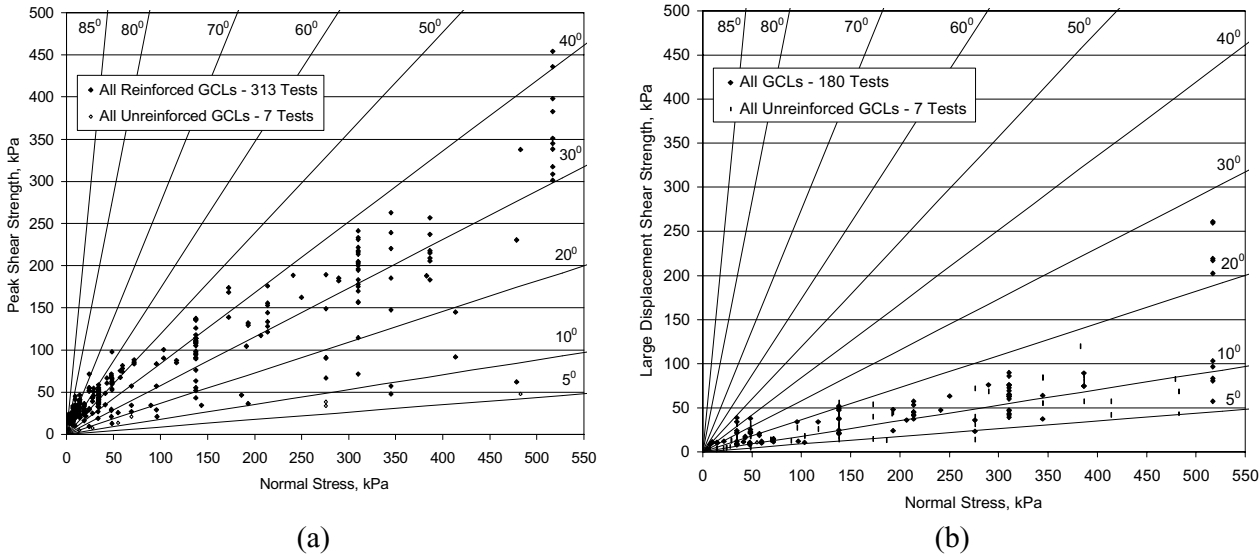 85⁰ 80⁰ 70⁰ 60⁰ 50⁰
40⁰
30⁰
20⁰
10⁰
5⁰
All Reinforced GCLs - 313 Tests
All Unreinforced GCLs - 7 Tests
Peak Shear Strength, kPa
500
450
400
350
300
250
200
150
100
50
0
0 50 100 150 200 250 300 350 400 450 500 550
Normal Stress, kPa
(a)
85⁰ 80⁰ 70⁰ 60⁰ 50⁰
40⁰
30⁰
20⁰
10⁰
5⁰
All GCLs - 180 Tests
All Unreinforced GCLs - 7 Tests
Large Displacement Shear Strength, kPa
500
450
400
350
300
250
200
150
100
50
0
0 50 100 150 200 250 300 350 400 450 500 550
Normal Stress, kPa
(b)